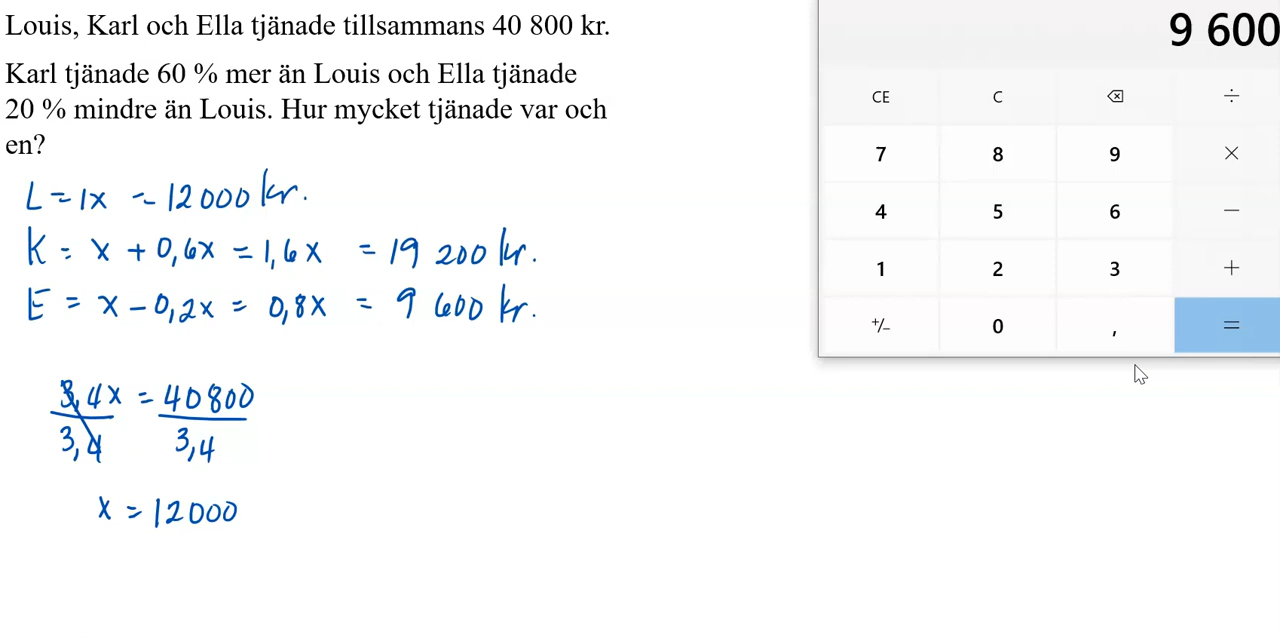 Louis, Karl och Ella tjänade tillsammans 40 800 kr.
Karl tjänade 60 % mer än Louis och Ella tjänade
20 % mindre än Louis. Hur mycket tjänade var och
en?
L = 1x = 12000 kr.
K = x + 0,6x = 1,6x = 19 200 kr.
E = x - 0,2x = 0,8x = 9 600 kr.
3,4x = 40800
3,4 3,4
x = 12000
9 600
CE C ⌫ ÷
7 8 9 ×
4 5 6 −
1 2 3 +
+/− 0 , =